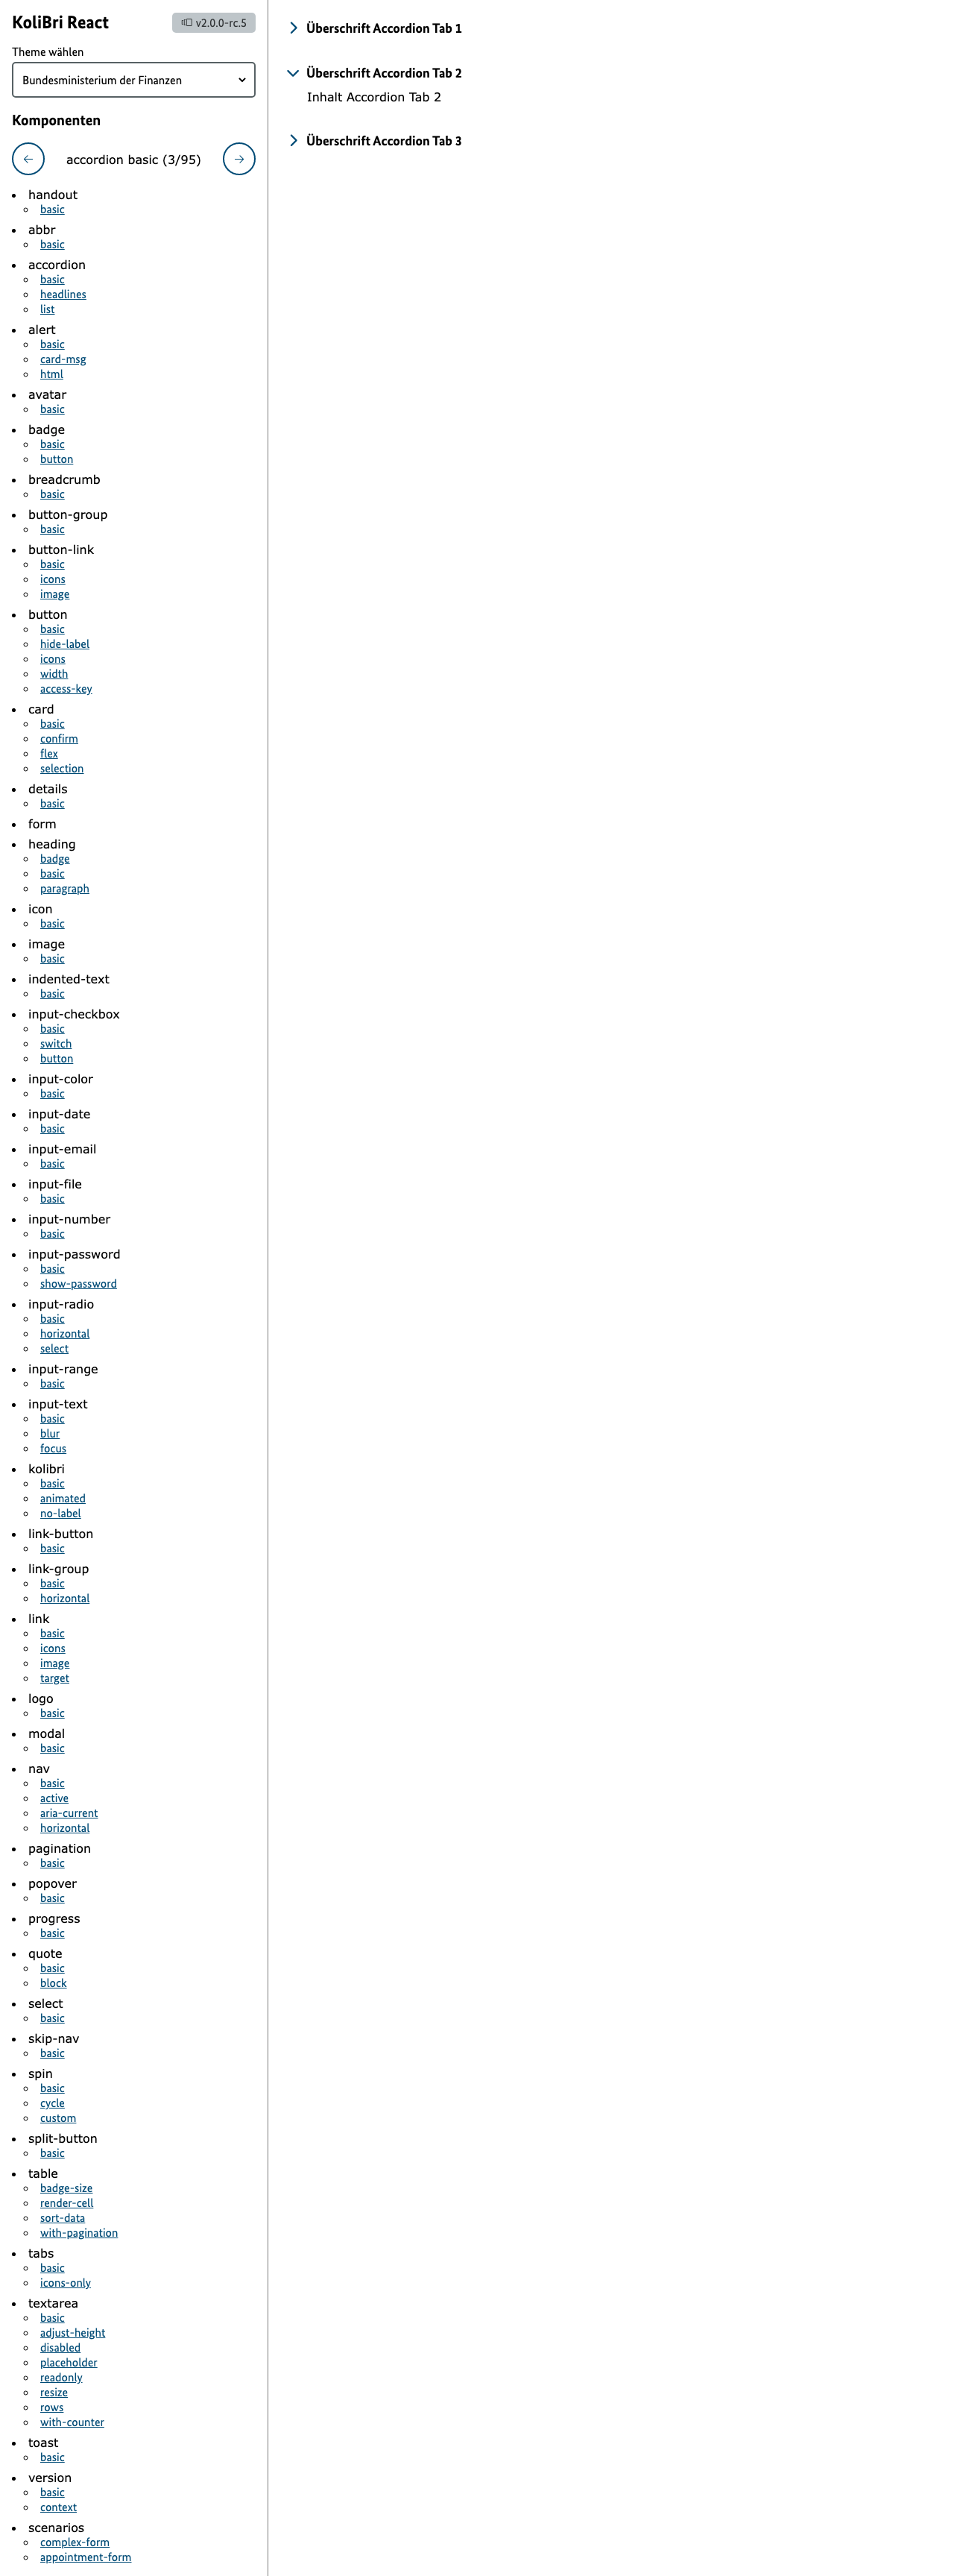 KoliBri React
v2.0.0-rc.5
Theme wählen
Bundesministerium der Finanzen
Komponenten
accordion basic (3/95)
handout
basic
abbr
basic
accordion
basic
headlines
list
alert
basic
card-msg
html
avatar
basic
badge
basic
button
breadcrumb
basic
button-group
basic
button-link
basic
icons
image
button
basic
hide-label
icons
width
access-key
card
basic
confirm
flex
selection
details
basic
form
heading
badge
basic
paragraph
icon
basic
image
basic
indented-text
basic
input-checkbox
basic
switch
button
input-color
basic
input-date
basic
input-email
basic
input-file
basic
input-number
basic
input-password
basic
show-password
input-radio
basic
horizontal
select
input-range
basic
input-text
basic
blur
focus
kolibri
basic
animated
no-label
link-button
basic
link-group
basic
horizontal
link
basic
icons
image
target
logo
basic
modal
basic
nav
basic
active
aria-current
horizontal
pagination
basic
popover
basic
progress
basic
quote
basic
block
select
basic
skip-nav
basic
spin
basic
cycle
custom
split-button
basic
table
badge-size
render-cell
sort-data
with-pagination
tabs
basic
icons-only
textarea
basic
adjust-height
disabled
placeholder
readonly
resize
rows
with-counter
toast
basic
version
basic
context
scenarios
complex-form
appointment-form
Überschrift Accordion Tab 1
Überschrift Accordion Tab 2
Inhalt Accordion Tab 2
Überschrift Accordion Tab 3